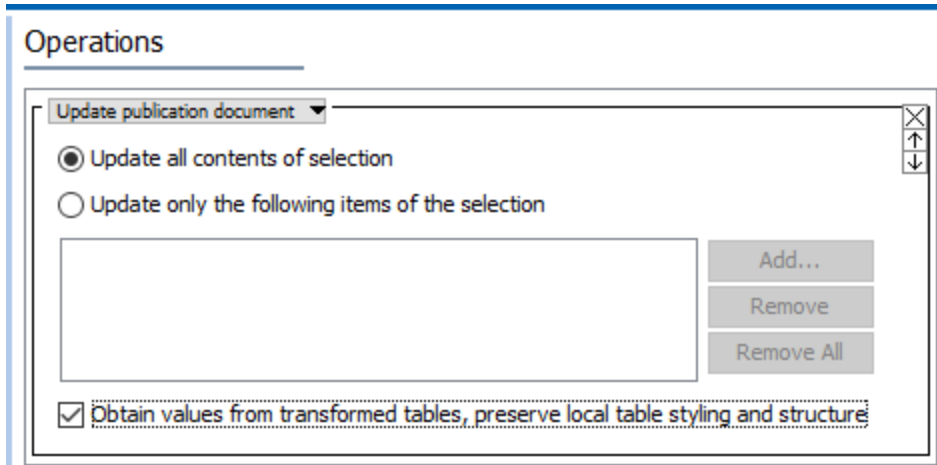 Operations
Update publication document
Update all contents of selection
Update only the following items of the selection
Add...
Remove
Remove All
Obtain values from transformed tables, preserve local table styling and structure